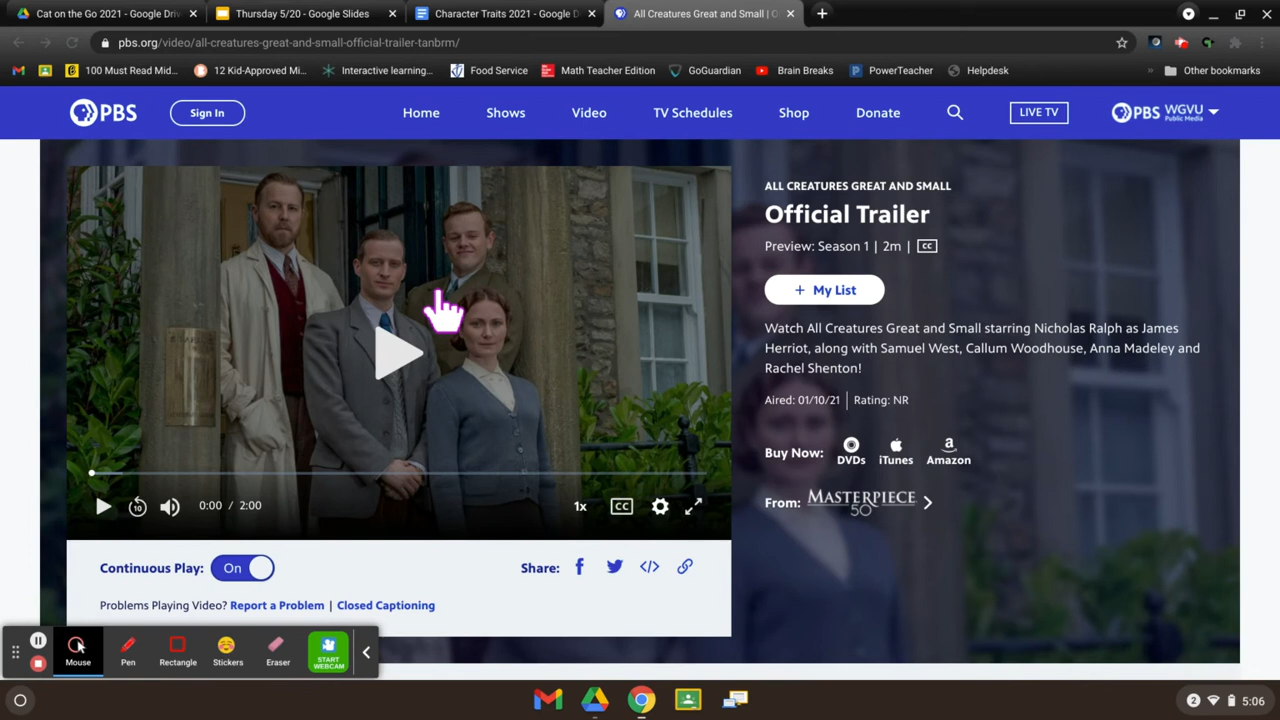 Cat on the Go 2021 - Google Driv
Thursday 5/20 - Google Slides
Character Traits 2021 - Google D
All Creatures Great and Small | O
pbs.org/video/all-creatures-great-and-small-official-trailer-tanbrm/
100 Must Read Mid...
12 Kid-Approved Mi...
Interactive learning...
Food Service
Math Teacher Edition
GoGuardian
Brain Breaks
PowerTeacher
Helpdesk
Other bookmarks
PBS
Sign In
Home
Shows
Video
TV Schedules
Shop
Donate
LIVE TV
PBS WGVU
Public Media
ALL CREATURES GREAT AND SMALL
Official Trailer
Preview: Season 1 | 2m | CC
+ My List
Watch All Creatures Great and Small starring Nicholas Ralph as James
Herriot, along with Samuel West, Callum Woodhouse, Anna Madeley and
Rachel Shenton!
Aired: 01/10/21 | Rating: NR
Buy Now:
DVDs
iTunes
Amazon
From: MASTERPIECE
50
10
0:00 / 2:00
1x
CC
Continuous Play: On
Share:
Problems Playing Video? Report a Problem | Closed Captioning
Mouse
Pen
Rectangle
Stickers
Eraser
START
WEBCAM
2
5:06